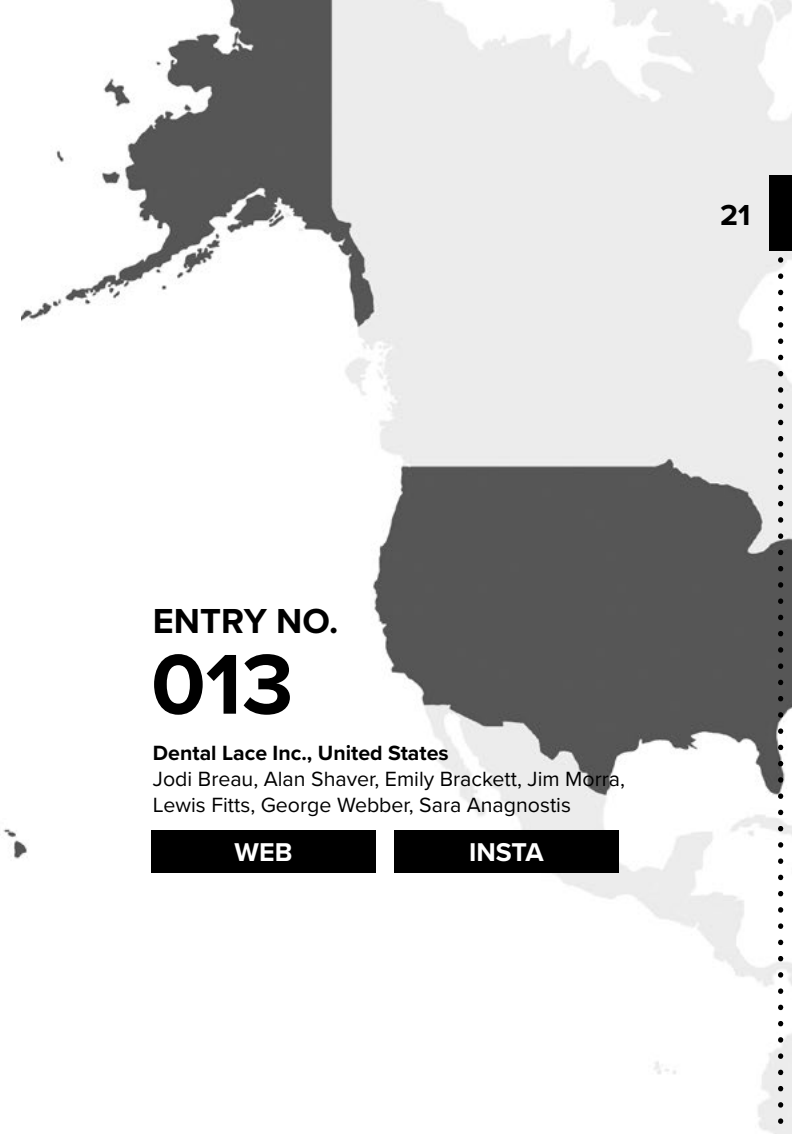 21
ENTRY NO.
013
Dental Lace Inc., United States
Jodi Breau, Alan Shaver, Emily Brackett, Jim Morra,
Lewis Fitts, George Webber, Sara Anagnostis
WEB INSTA